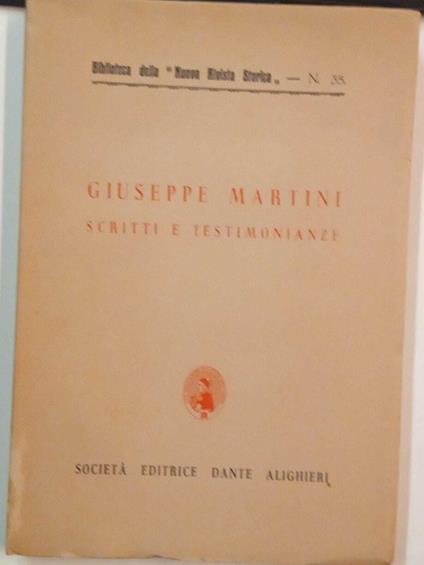 Biblioteca della "Nuova Rivista Storica„ — N. 35.
GIUSEPPE MARTINI
SCRITTI E TESTIMONIANZE
SOCIETÀ EDITRICE DANTE ALIGHIERI